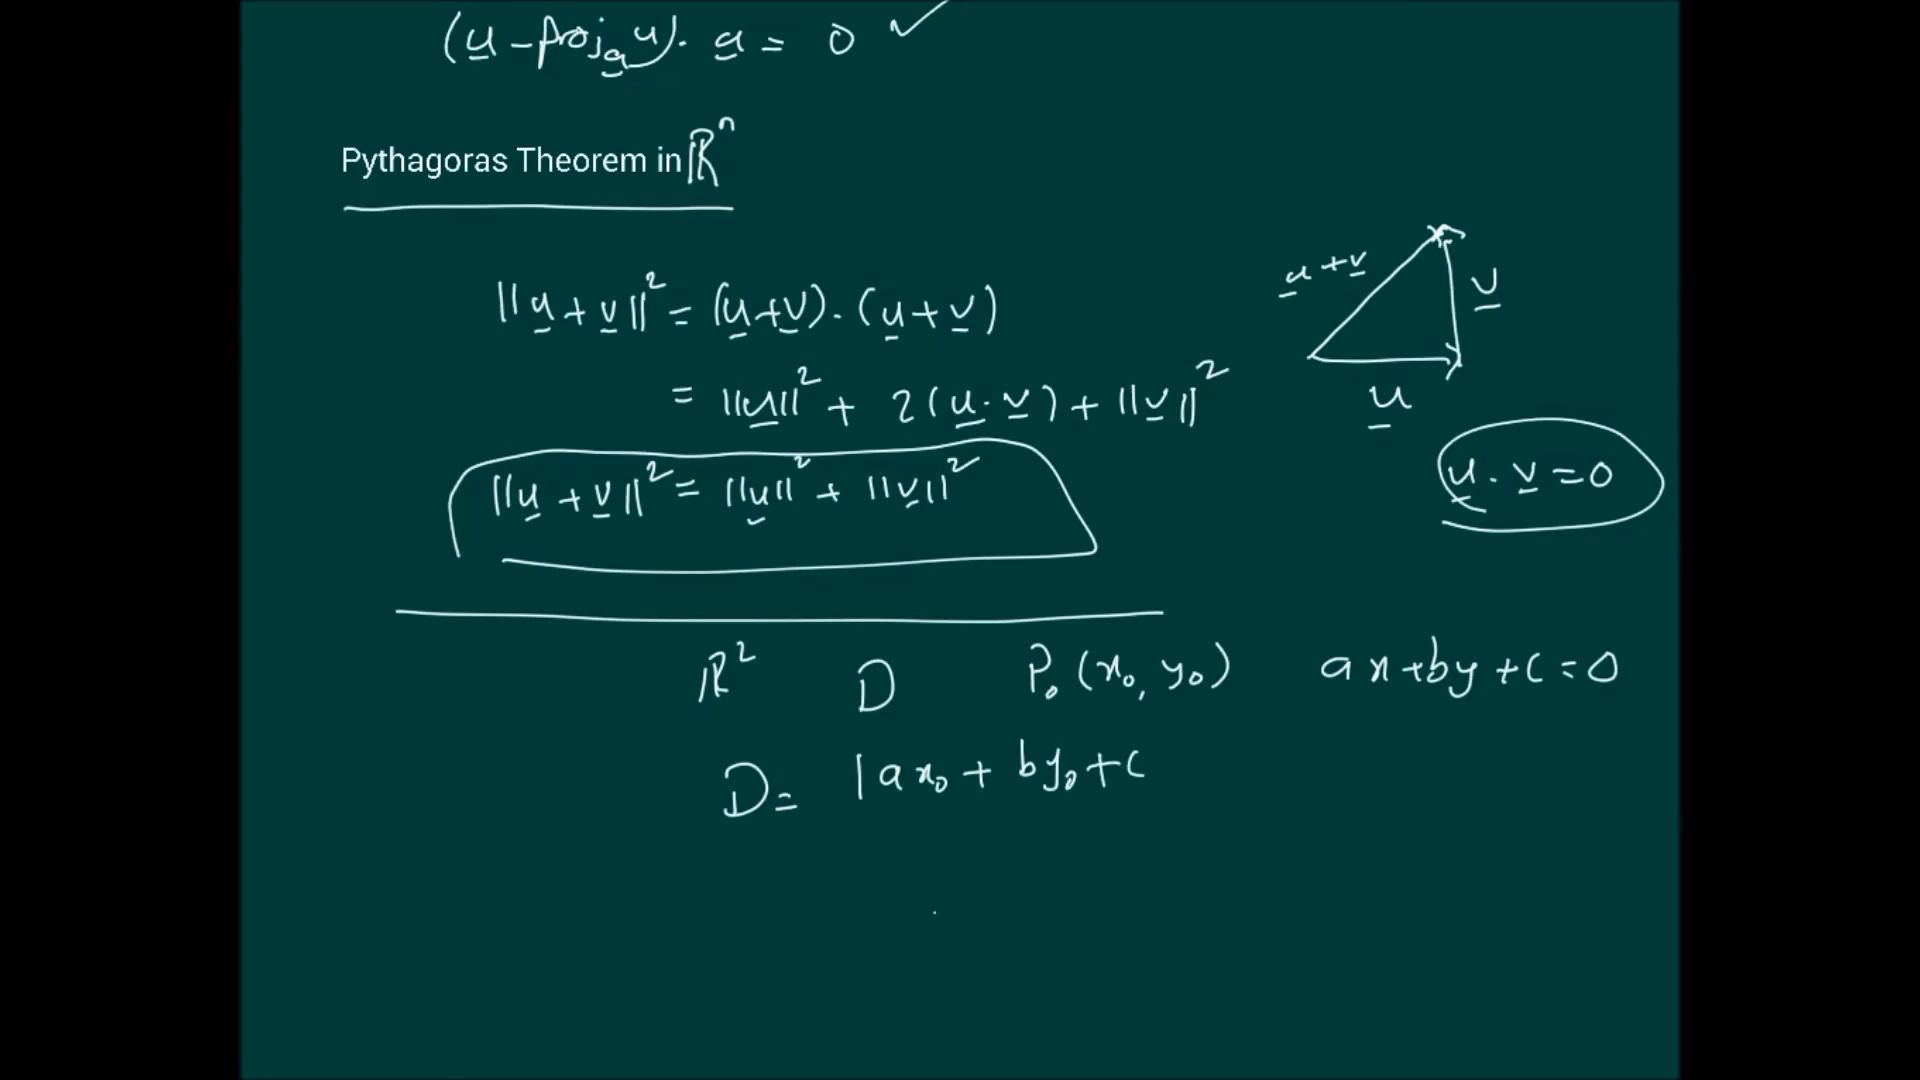 (u - proj_a u) . a = 0 ✓
Pythagoras Theorem in ℝⁿ
||u + v||² = (u + v) . (u + v)
= ||u||² + 2(u . v) + ||v||²
||u + v||² = ||u||² + ||v||²
u + v
v
u
u . v = 0
ℝ² D P₀ (x₀, y₀) ax + by + c = 0
D = |ax₀ + by₀ + c